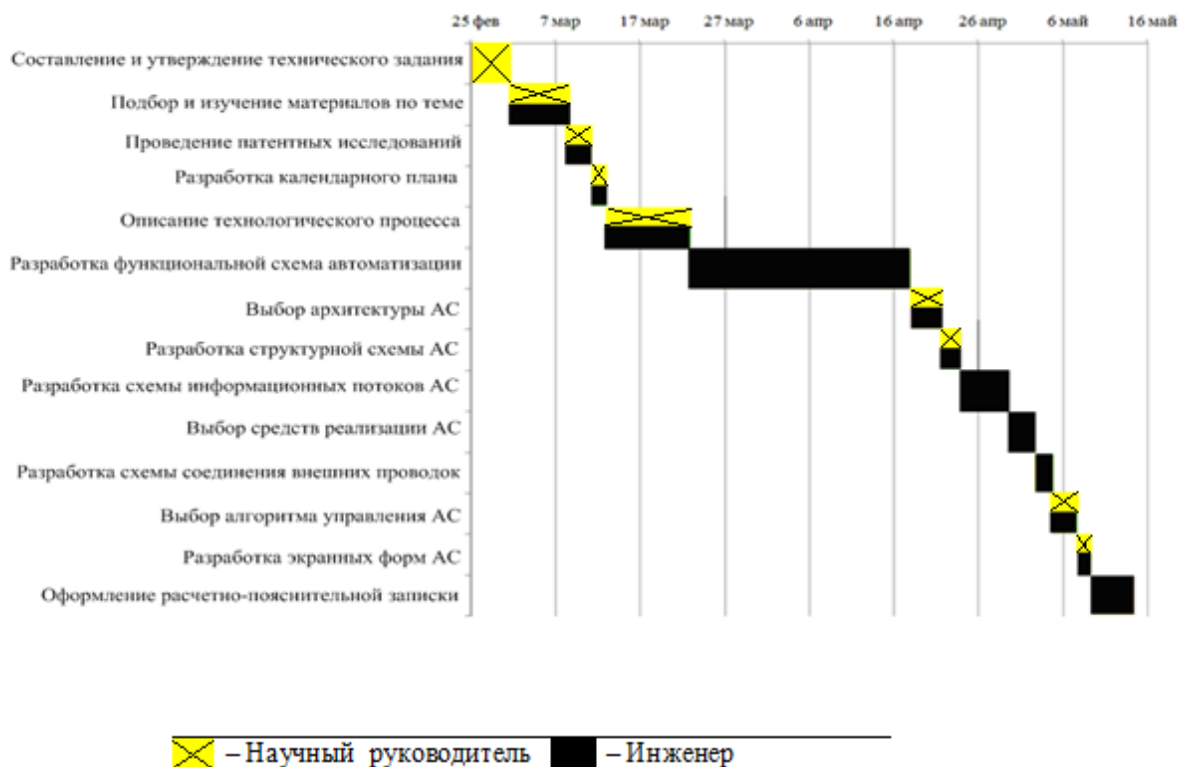 25 фев 7 мар 17 мар 27 мар 6 апр 16 апр 26 апр 6 май 16 май
Составление и утверждение технического задания
Подбор и изучение материалов по теме
Проведение патентных исследований
Разработка календарного плана
Описание технологического процесса
Разработка функциональной схема автоматизации
Выбор архитектуры АС
Разработка структурной схемы АС
Разработка схемы информационных потоков АС
Выбор средств реализации АС
Разработка схемы соединения внешних проводок
Выбор алгоритма управления АС
Разработка экранных форм АС
Оформление расчетно-пояснительной записки
– Научный руководитель – Инженер